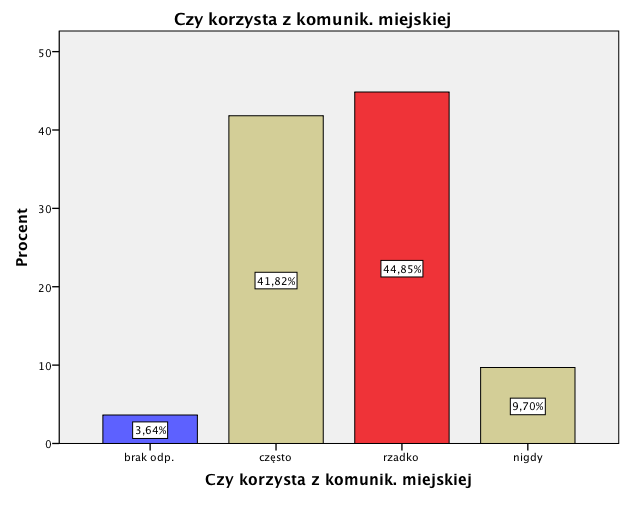 Czy korzysta z komunik. miejskiej
Procent
50
40
30
20
10
0
3,64%
41,82%
44,85%
9,70%
brak odp.
często
rzadko
nigdy
Czy korzysta z komunik. miejskiej